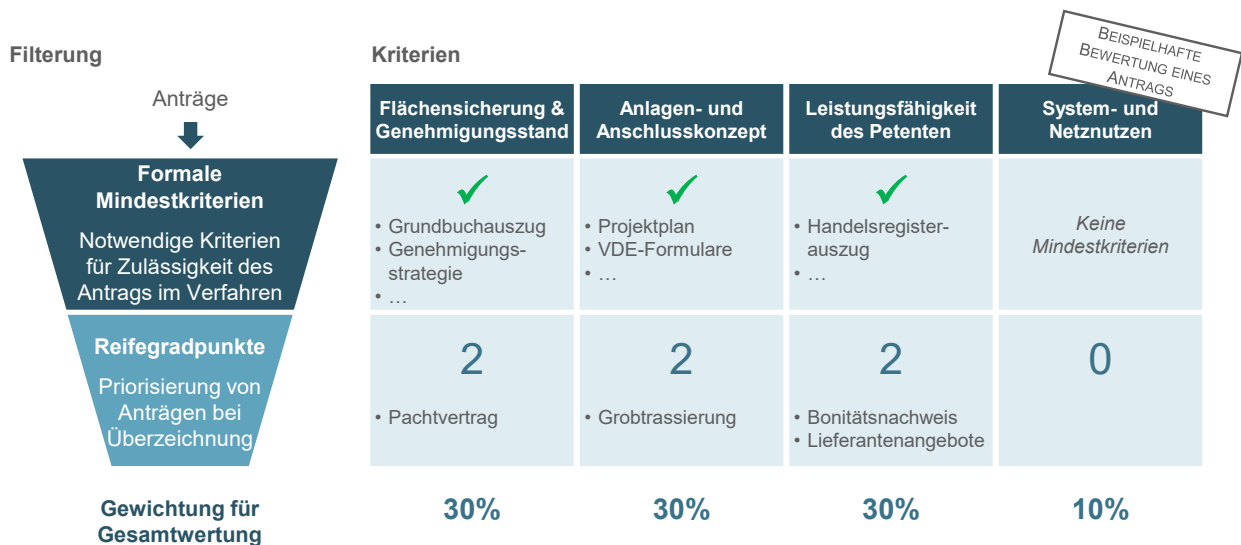 Filterung
Kriterien
BEISPIELHAFTE
BEWERTUNG EINES
ANTRAGS
Anträge
Flächensicherung &
Genehmigungsstand
Anlagen- und
Anschlusskonzept
Leistungsfähigkeit
des Petenten
System- und
Netznutzen
Formale
Mindestkriterien
Notwendige Kriterien
für Zulässigkeit des
Antrags im Verfahren
• Grundbuchauszug
• Genehmigungs-
strategie
• …
• Projektplan
• VDE-Formulare
• …
• Handelsregister-
auszug
• …
Keine
Mindestkriterien
Reifegradpunkte
Priorisierung von
Anträgen bei
Überzeichnung
2
• Pachtvertrag
2
• Grobtrassierung
2
• Bonitätsnachweis
• Lieferantenangebote
0
Gewichtung für
Gesamtwertung
30%
30%
30%
10%